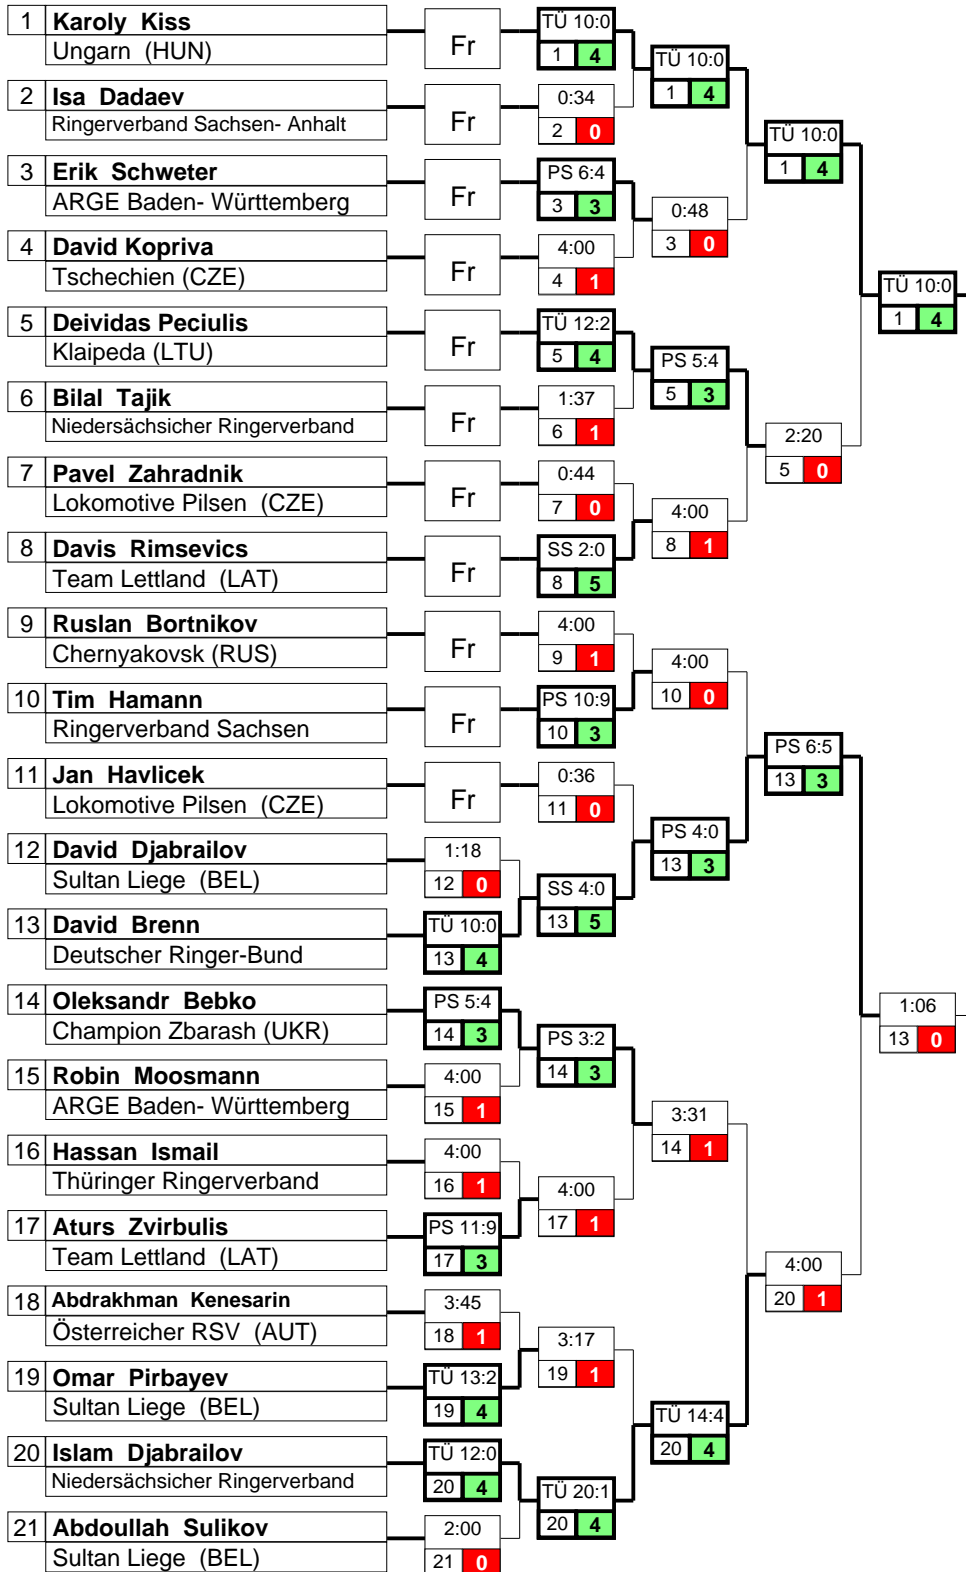 1 Karoly Kiss
Ungarn (HUN)
Fr
TÜ 10:0
1 4
TÜ 10:0
1 4
2 Isa Dadaev
Ringerverband Sachsen- Anhalt
Fr
0:34
2 0
TÜ 10:0
1 4
3 Erik Schweter
ARGE Baden- Württemberg
Fr
PS 6:4
3 3
0:48
3 0
4 David Kopriva
Tschechien (CZE)
Fr
4:00
4 1
TÜ 10:0
1 4
5 Deividas Peciulis
Klaipeda (LTU)
Fr
TÜ 12:2
5 4
PS 5:4
5 3
6 Bilal Tajik
Niedersächsicher Ringerverband
Fr
1:37
6 1
2:20
5 0
7 Pavel Zahradnik
Lokomotive Pilsen (CZE)
Fr
0:44
7 0
4:00
8 1
8 Davis Rimsevics
Team Lettland (LAT)
Fr
SS 2:0
8 5
9 Ruslan Bortnikov
Chernyakovsk (RUS)
Fr
4:00
9 1
4:00
10 0
10 Tim Hamann
Ringerverband Sachsen
Fr
PS 10:9
10 3
PS 6:5
13 3
11 Jan Havlicek
Lokomotive Pilsen (CZE)
Fr
0:36
11 0
PS 4:0
13 3
12 David Djabrailov
Sultan Liege (BEL)
1:18
12 0
SS 4:0
13 5
13 David Brenn
Deutscher Ringer-Bund
TÜ 10:0
13 4
14 Oleksandr Bebko
Champion Zbarash (UKR)
PS 5:4
14 3
PS 3:2
14 3
1:06
13 0
15 Robin Moosmann
ARGE Baden- Württemberg
4:00
15 1
3:31
14 1
16 Hassan Ismail
Thüringer Ringerverband
4:00
16 1
4:00
17 1
17 Aturs Zvirbulis
Team Lettland (LAT)
PS 11:9
17 3
4:00
20 1
18 Abdrakhman Kenesarin
Österreicher RSV (AUT)
3:45
18 1
3:17
19 1
19 Omar Pirbayev
Sultan Liege (BEL)
TÜ 13:2
19 4
TÜ 14:4
20 4
20 Islam Djabrailov
Niedersächsicher Ringerverband
TÜ 12:0
20 4
TÜ 20:1
20 4
21 Abdoullah Sulikov
Sultan Liege (BEL)
2:00
21 0